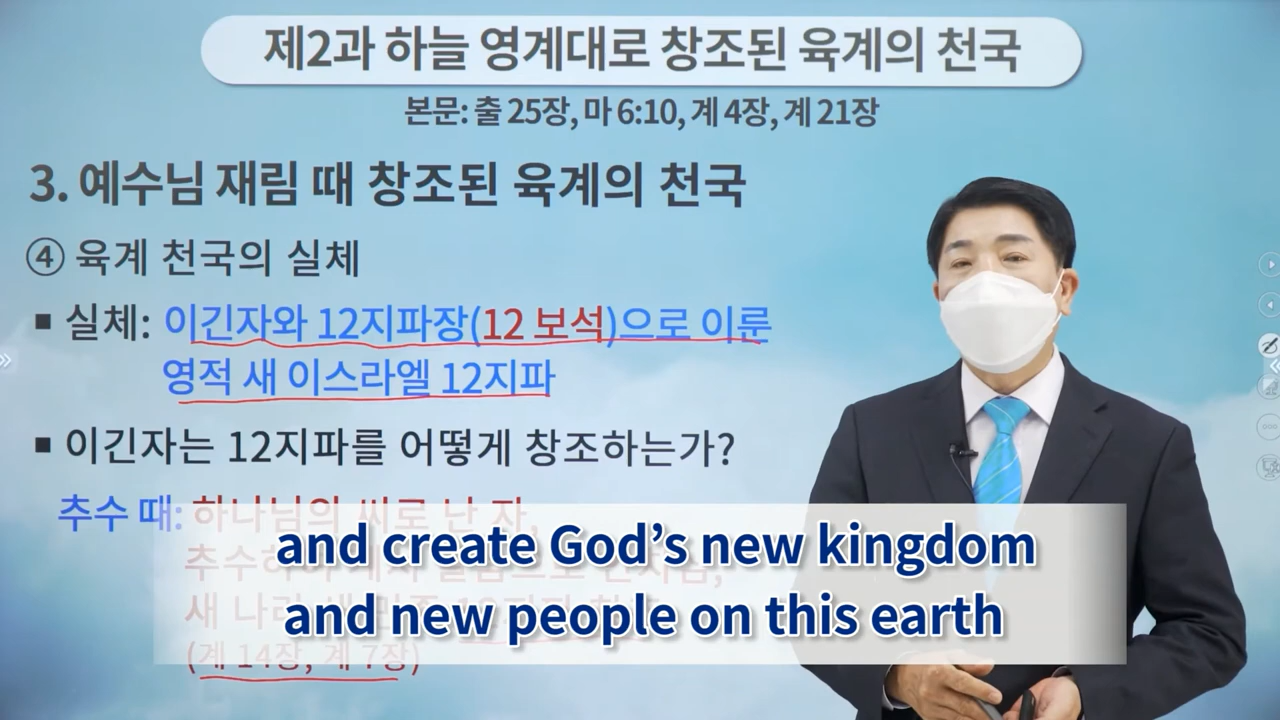 제2과 하늘 영계대로 창조된 육계의 천국
본문: 출 25장, 마 6:10, 계 4장, 계 21장
3. 예수님 재림 때 창조된 육계의 천국
④ 육계 천국의 실체
■ 실체: 이긴자와 12지파장(12 보석)으로 이룬
영적 새 이스라엘 12지파
■ 이긴자는 12지파를 어떻게 창조하는가?
추수 때: 하나님의 씨로 난 자,
and create God's new kingdom
새 나라
and new people on this earth
(계 14장, 계 7장)